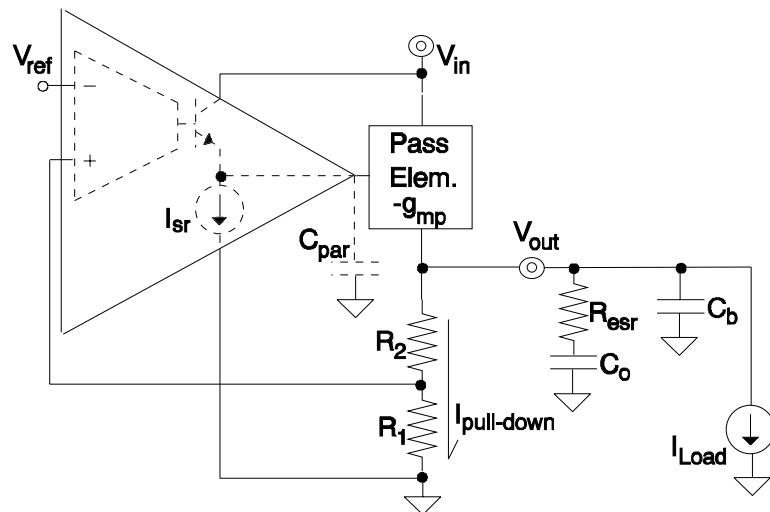 Vref
Vin
−
+
Pass
Elem.
-gmp
Isr
Cpar
Vout
R2
Resr
Cb
Co
R1
Ipull-down
ILoad